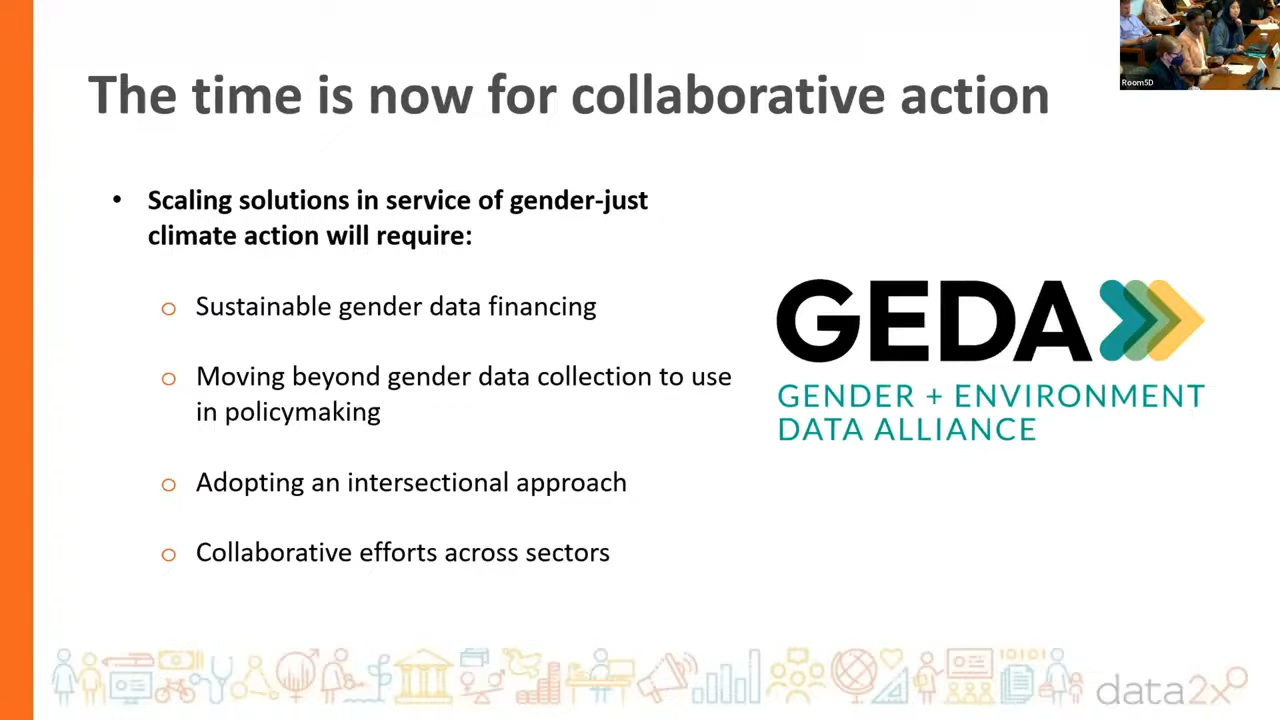 Room5D
The time is now for collaborative action
• Scaling solutions in service of gender-just
climate action will require:
o Sustainable gender data financing
o Moving beyond gender data collection to use
in policymaking
o Adopting an intersectional approach
o Collaborative efforts across sectors
GEDA
GENDER + ENVIRONMENT
DATA ALLIANCE
data2x